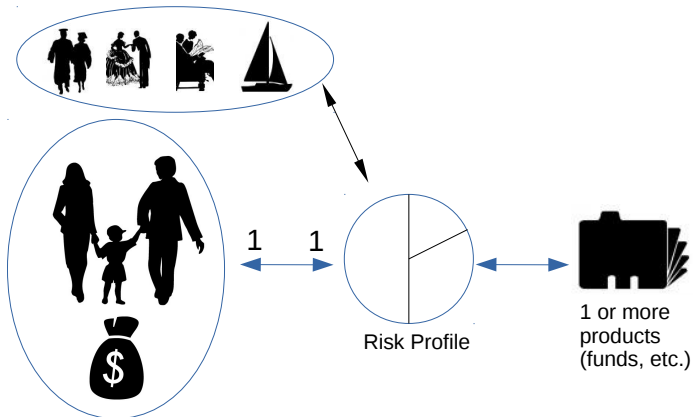 1 1
Risk Profile
1 or more
products
(funds, etc.)
$